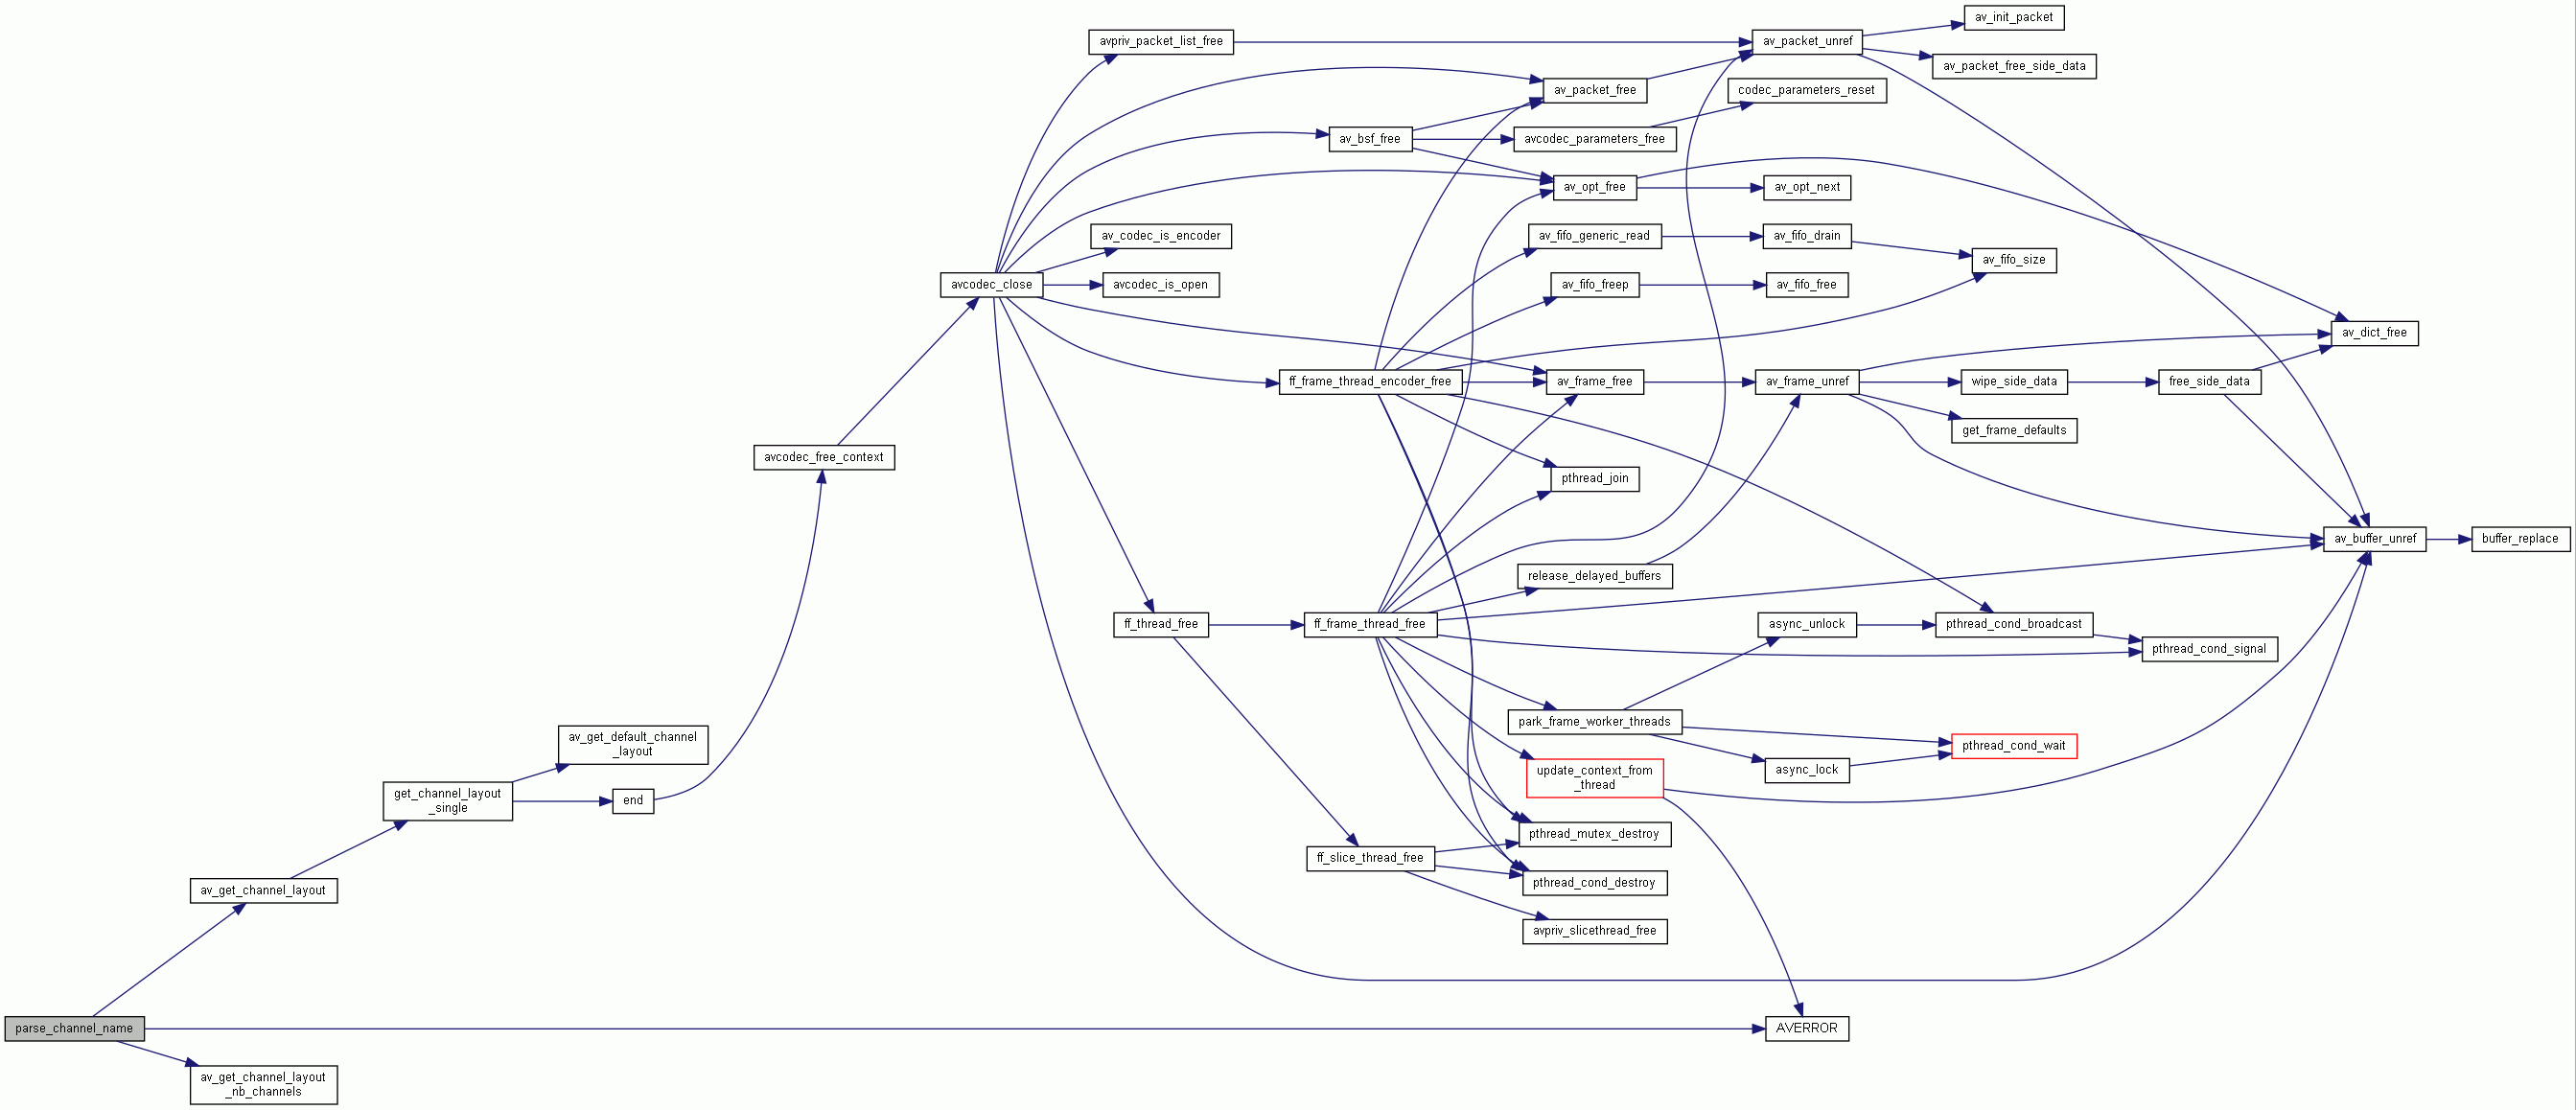 av_init_packet
avpriv_packet_list_free
av_packet_unref
av_packet_free_side_data
av_packet_free
codec_parameters_reset
av_bsf_free
avcodec_parameters_free
av_opt_free
av_opt_next
av_codec_is_encoder
av_fifo_generic_read
av_fifo_drain
av_fifo_size
avcodec_close
avcodec_is_open
av_fifo_freep
av_fifo_free
av_dict_free
ff_frame_thread_encoder_free
av_frame_free
av_frame_unref
wipe_side_data
free_side_data
get_frame_defaults
avcodec_free_context
pthread_join
av_buffer_unref
buffer_replace
release_delayed_buffers
ff_thread_free
ff_frame_thread_free
async_unlock
pthread_cond_broadcast
pthread_cond_signal
park_frame_worker_threads
av_get_default_channel
_layout
pthread_cond_wait
async_lock
update_context_from
_thread
get_channel_layout
_single
end
pthread_mutex_destroy
ff_slice_thread_free
pthread_cond_destroy
av_get_channel_layout
avpriv_slicethread_free
parse_channel_name
AVERROR
av_get_channel_layout
_nb_channels